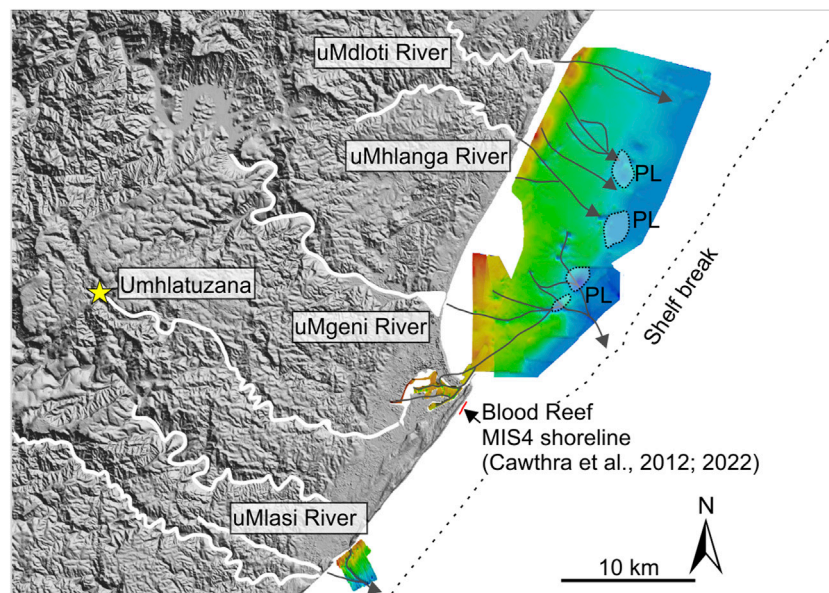 uMdloti River
uMhlanga River
PL
PL
Umhlatuzana
PL
uMgeni River
Shelf break
Blood Reef
MIS4 shoreline
(Cawthra et al., 2012; 2022)
uMlasi River
N
10 km